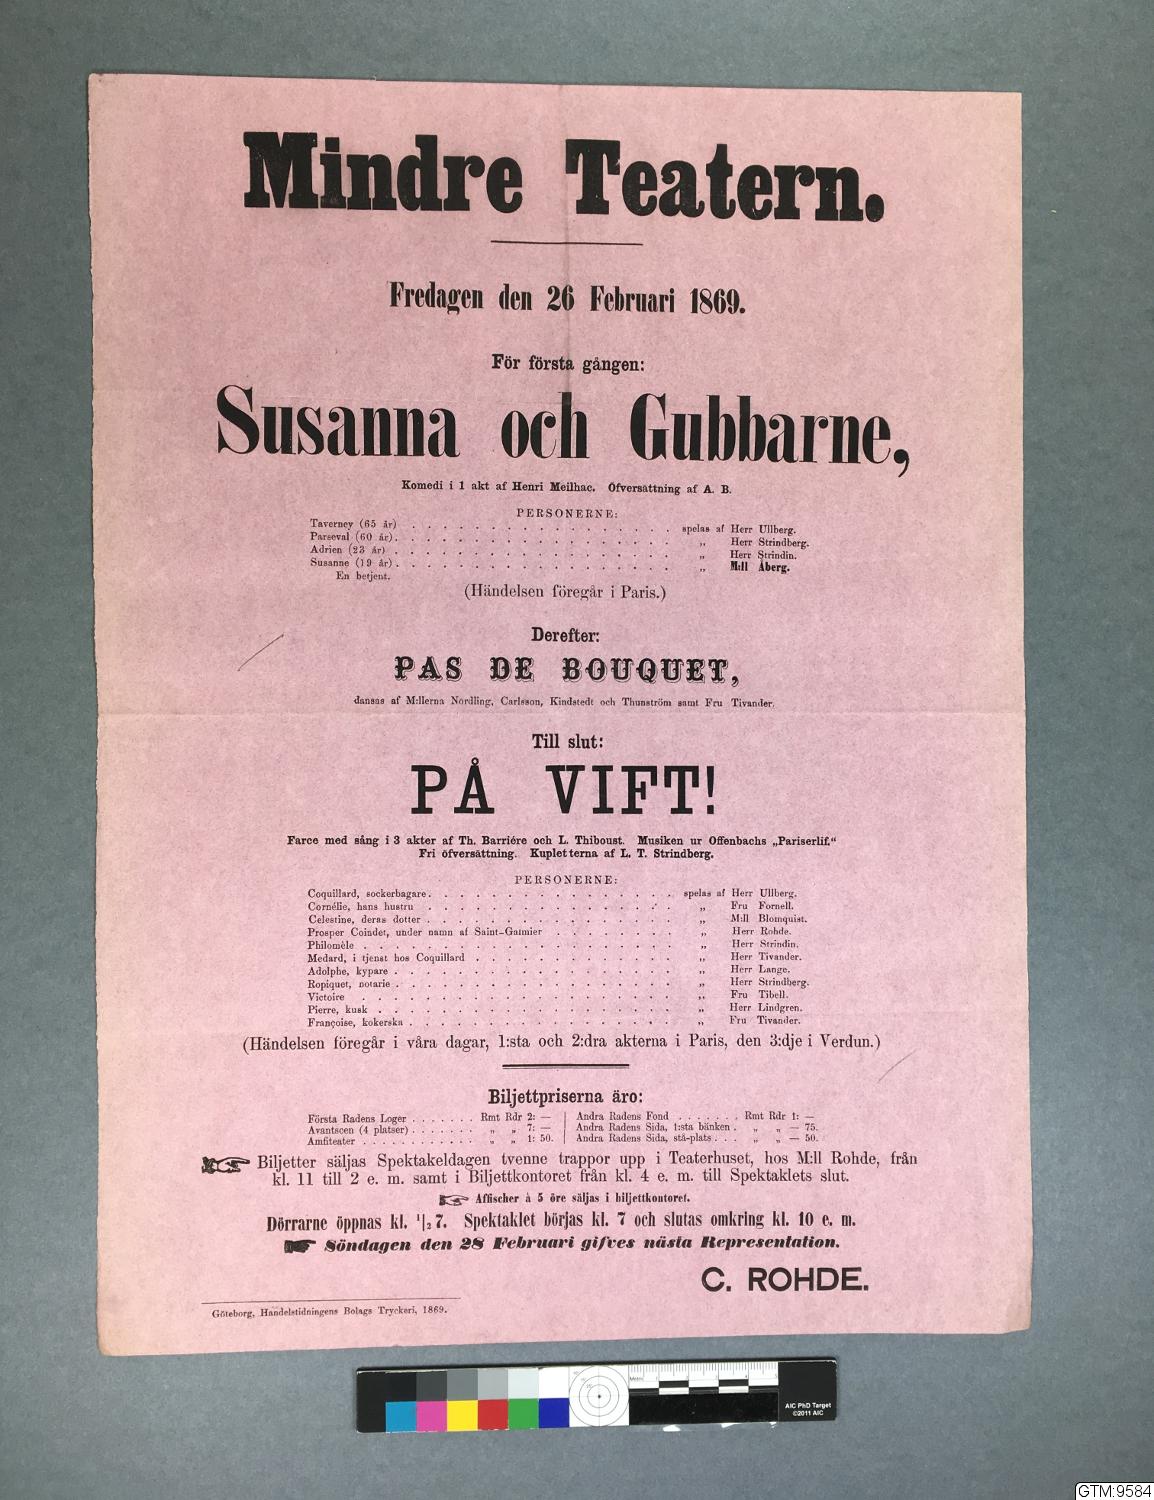 Mindre Teatern.
Fredagen den 26 Februari 1869.
För första gången:
Susanna och Gubbarne,
Komedi i 1 akt af Henri Meilhac. Öfversättning af A. B.
PERSONERNE:
Taverney (65 år) . . . . . . . . . . . . . . . . . spelas af Herr Ullberg.
Parseval (60 år). . . . . . . . . . . . . . . . . . „ Herr Strindberg.
Adrien (23 år) . . . . . . . . . . . . . . . . . . „ Herr Strindin.
Susanne (19 år) . . . . . . . . . . . . . . . . . . „ M:ll Åberg.
En betjent.
(Händelsen föregår i Paris.)
Derefter:
PAS DE BOUQUET,
dansas af M:llerna Nordling, Carlsson, Kindstedt och Thunström samt Fru Tivander.
Till slut:
PÅ VIFT!
Farce med sång i 3 akter af Th. Barriére och L. Thiboust. Musiken ur Offenbachs „Pariserlif.“
Fri öfversättning. Kupletterna af L. T. Strindberg.
PERSONERNE:
Coquillard, sockerbagare. . . . . . . . . . . . . . . . spelas af Herr Ullberg.
Cornélie, hans hustru . . . . . . . . . . . . . . . . „ Fru Fornell.
Celestine, deras dotter . . . . . . . . . . . . . . . . „ M:ll Blomquist.
Prosper Coindet, under namn af Saint-Galmier . . . . . . . . „ Herr Rohde.
Philomèle . . . . . . . . . . . . . . . . . . . . „ Herr Strindin.
Medard, i tjenst hos Coquillard . . . . . . . . . . . . . „ Herr Tivander.
Adolphe, kypare . . . . . . . . . . . . . . . . . . „ Herr Lange.
Ropiquet, notarie . . . . . . . . . . . . . . . . . . „ Herr Strindberg.
Victoire . . . . . . . . . . . . . . . . . . . . „ Fru Tibell.
Pierre, kusk . . . . . . . . . . . . . . . . . . . „ Herr Lindgren.
Françoise, kokerska . . . . . . . . . . . . . . . . . „ Fru Tivander.
(Händelsen föregår i våra dagar, 1:sta och 2:dra akterna i Paris, den 3:dje i Verdun.)
Biljettpriserna äro:
Första Radens Loger . . . . . . . Rmt Rdr 2: —
Avantscen (4 platser) . . . . . . . „ „ 7: —
Amfiteater . . . . . . . . . . . . „ „ 1: 50.
Andra Radens Fond . . . . . . . Rmt Rdr 1: —
Andra Radens Sida, 1:sta bänken . „ „ — 75.
Andra Radens Sida, stå-plats . . . „ „ — 50.
Biljetter säljas Spektakeldagen tvenne trappor upp i Teaterhuset, hos M:ll Rohde, från
kl. 11 till 2 e. m. samt i Biljettkontoret från kl. 4 e. m. till Spektaklets slut.
Affischer à 5 öre säljas i biljettkontoret.
Dörrarne öppnas kl. 1/2 7. Spektaklet börjas kl. 7 och slutas omkring kl. 10 e. m.
Söndagen den 28 Februari gifves nästa Representation.
C. ROHDE.
Göteborg, Handelstidningens Bolags Tryckeri, 1869.
AIC PhD Target
©2011 AIC
GTM:9584